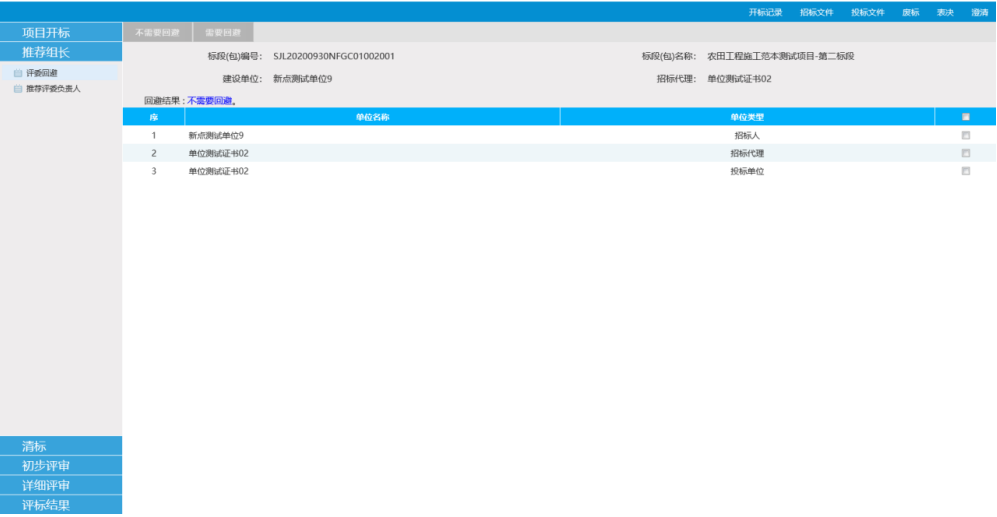 开标记录 招标文件 投标文件 废标 表决 澄清
项目开标
推荐组长
评委回避
推荐评委负责人
清标
初步评审
详细评审
评标结果
不需要回避 需要回避
标段(包)编号： SJL20200930NFGC01002001 标段(包)名称： 农田工程施工范本测试项目-第二标段
建设单位： 新点测试单位9 招标代理： 单位测试证书02
回避结果：不需要回避。
序 单位名称 单位类型
1 新点测试单位9 招标人
2 单位测试证书02 招标代理
3 单位测试证书02 投标单位